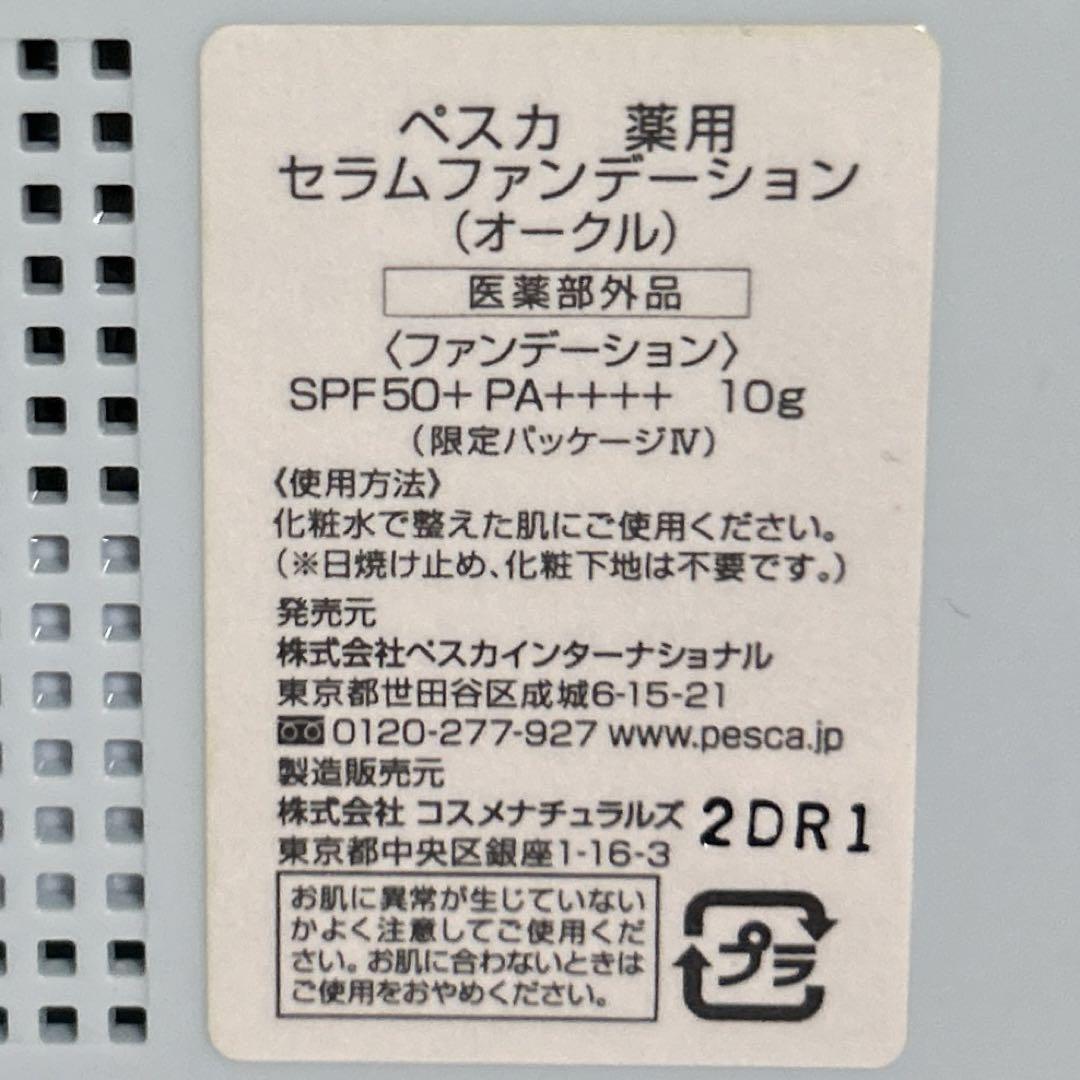 ペスカ 薬用
セラムファンデーション
(オークル)
医薬部外品
〈ファンデーション〉
SPF50+ PA++++ 10g
(限定パッケージⅣ)
〈使用方法〉
化粧水で整えた肌にご使用ください。
(※日焼け止め、化粧下地は不要です。)
発売元
株式会社ペスカインターナショナル
東京都世田谷区成城6-15-21
0120-277-927 www.pesca.jp
製造販売元
株式会社 コスメナチュラルズ 2DR1
東京都中央区銀座1-16-3
お肌に異常が生じていない
かよく注意してご使用くだ
さい。お肌に合わないときは
ご使用をおやめください。
プラ